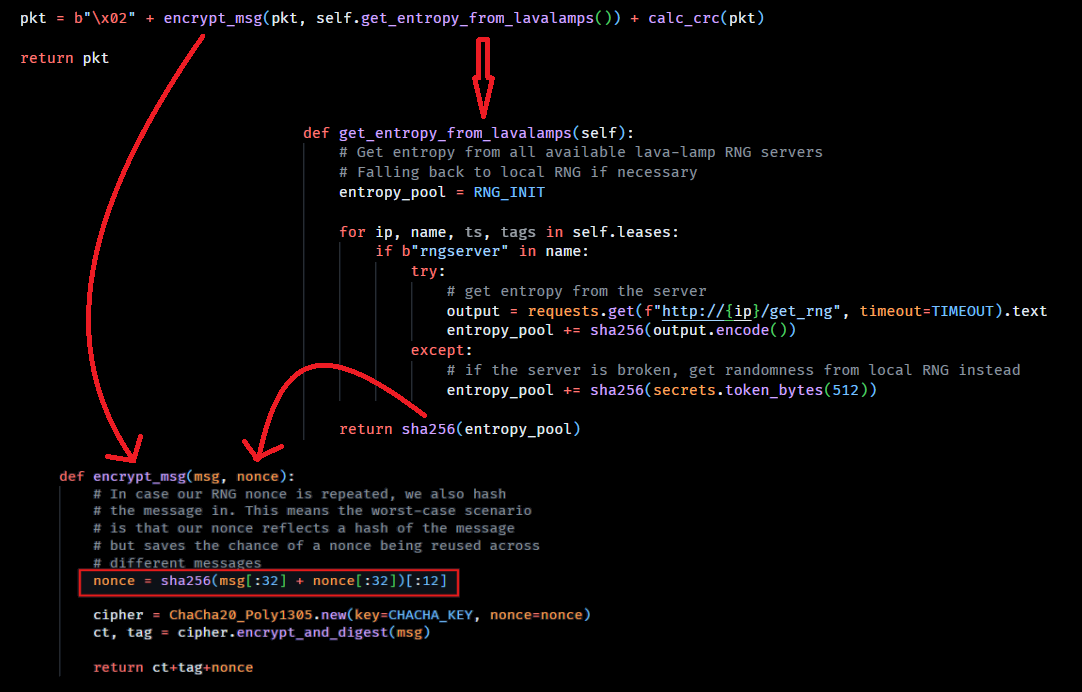 pkt = b"\x02" + encrypt_msg(pkt, self.get_entropy_from_lavalamps()) + calc_crc(pkt)
return pkt
def get_entropy_from_lavalamps(self):
# Get entropy from all available lava-lamp RNG servers
# Falling back to local RNG if necessary
entropy_pool = RNG_INIT
for ip, name, ts, tags in self.leases:
if b"rngserver" in name:
try:
# get entropy from the server
output = requests.get(f"http://{ip}/get_rng", timeout=TIMEOUT).text
entropy_pool += sha256(output.encode())
except:
# if the server is broken, get randomness from local RNG instead
entropy_pool += sha256(secrets.token_bytes(512))
return sha256(entropy_pool)
def encrypt_msg(msg, nonce):
# In case our RNG nonce is repeated, we also hash
# the message in. This means the worst-case scenario
# is that our nonce reflects a hash of the message
# but saves the chance of a nonce being reused across
# different messages
nonce = sha256(msg[:32] + nonce[:32])[:12]
cipher = ChaCha20_Poly1305.new(key=CHACHA_KEY, nonce=nonce)
ct, tag = cipher.encrypt_and_digest(msg)
return ct+tag+nonce